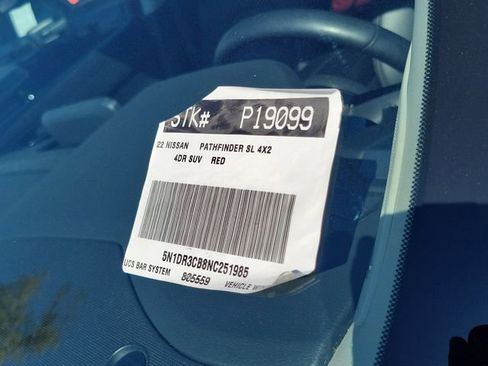 STK# P19099
22 NISSAN PATHFINDER SL 4X2
4DR SUV RED
5N1DR3CB8NC251985
UCS BAR SYSTEM 805559 VEHICLE